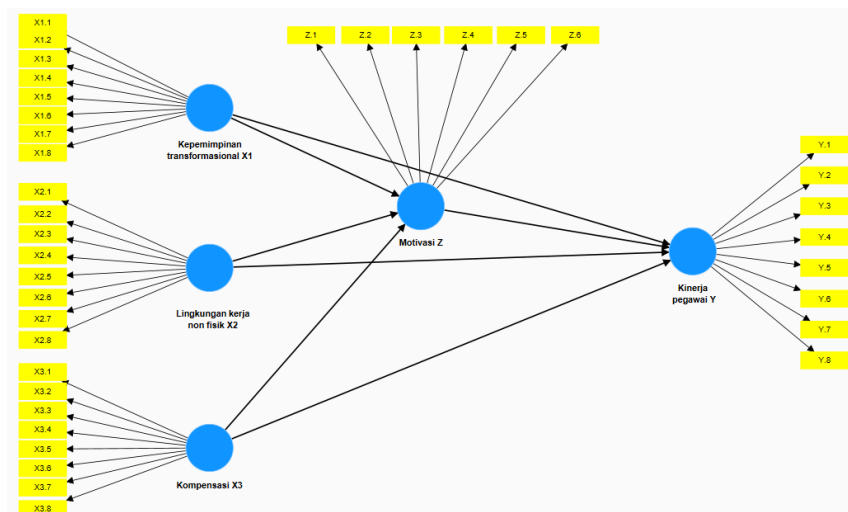 X1.1
X1.2
X1.3
X1.4
X1.5
X1.6
X1.7
X1.8
Kepemimpinan
transformasional X1
X2.1
X2.2
X2.3
X2.4
X2.5
X2.6
X2.7
X2.8
Lingkungan kerja
non fisik X2
X3.1
X3.2
X3.3
X3.4
X3.5
X3.6
X3.7
X3.8
Kompensasi X3
Z.1
Z.2
Z.3
Z.4
Z.5
Z.6
Motivasi Z
Y.1
Y.2
Y.3
Y.4
Y.5
Y.6
Y.7
Y.8
Kinerja
pegawai Y